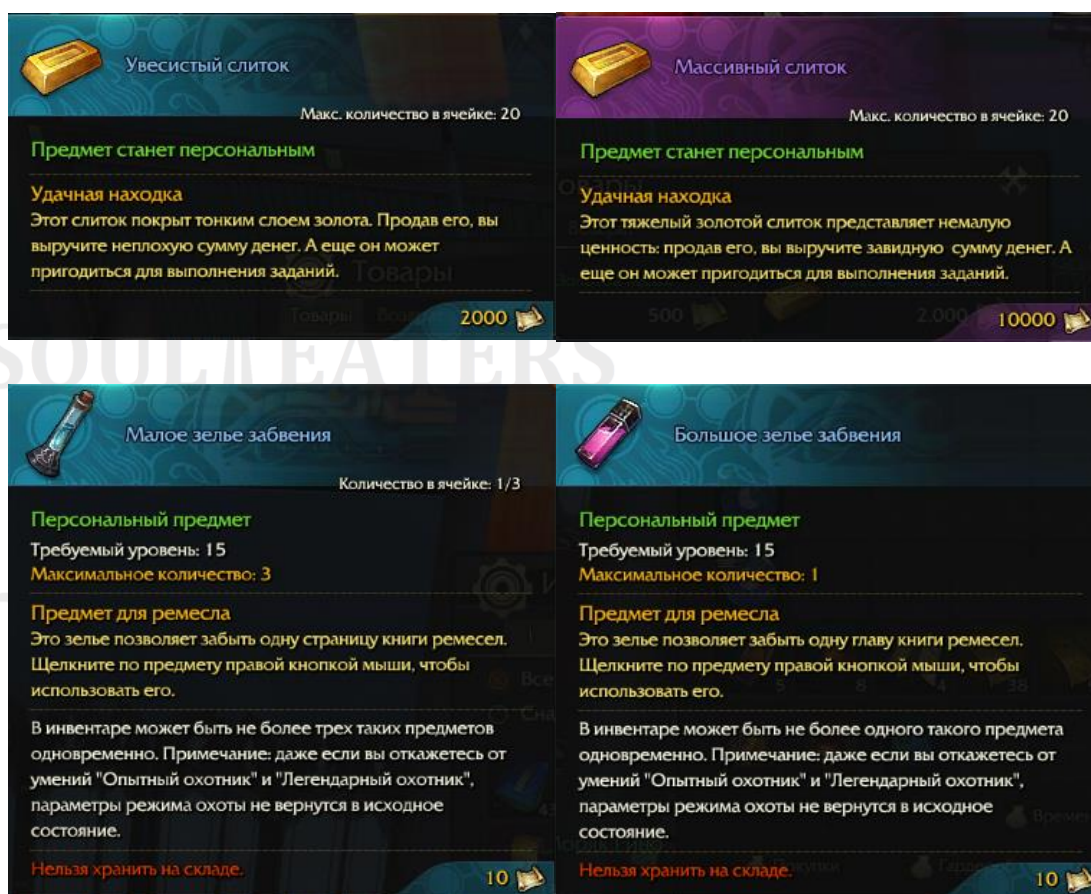 Увесистый слиток
Макс. количество в ячейке: 20
Предмет станет персональным
Удачная находка
Этот слиток покрыт тонким слоем золота. Продав его, вы
выручите неплохую сумму денег. А еще он может
пригодиться для выполнения заданий.
Товары
Товары
2000
Массивный слиток
Макс. количество в ячейке: 20
Предмет станет персональным
Удачная находка
Этот тяжелый золотой слиток представляет немалую
ценность: продав его, вы выручите завидную сумму денег. А
еще он может пригодиться для выполнения заданий.
500
2.000
10000
SOUL EATERS
Малое зелье забвения
Количество в ячейке: 1/3
Персональный предмет
Требуемый уровень: 15
Максимальное количество: 3
Предмет для ремесла
Это зелье позволяет забыть одну страницу книги ремесел.
Щелкните по предмету правой кнопкой мыши, чтобы
использовать его.
В инвентаре может быть не более трех таких предметов
одновременно. Примечание: даже если вы откажетесь от
умений "Опытный охотник" и "Легендарный охотник",
параметры режима охоты не вернутся в исходное
состояние.
Нельзя хранить на складе.
10
Большое зелье забвения
Персональный предмет
Требуемый уровень: 15
Максимальное количество: 1
Предмет для ремесла
Это зелье позволяет забыть одну главу книги ремесел.
Щелкните по предмету правой кнопкой мыши, чтобы
использовать его.
В инвентаре может быть не более одного такого предмета
одновременно. Примечание: даже если вы откажетесь от
умений "Опытный охотник" и "Легендарный охотник",
параметры режима охоты не вернутся в исходное
состояние.
Нельзя хранить на складе.
10